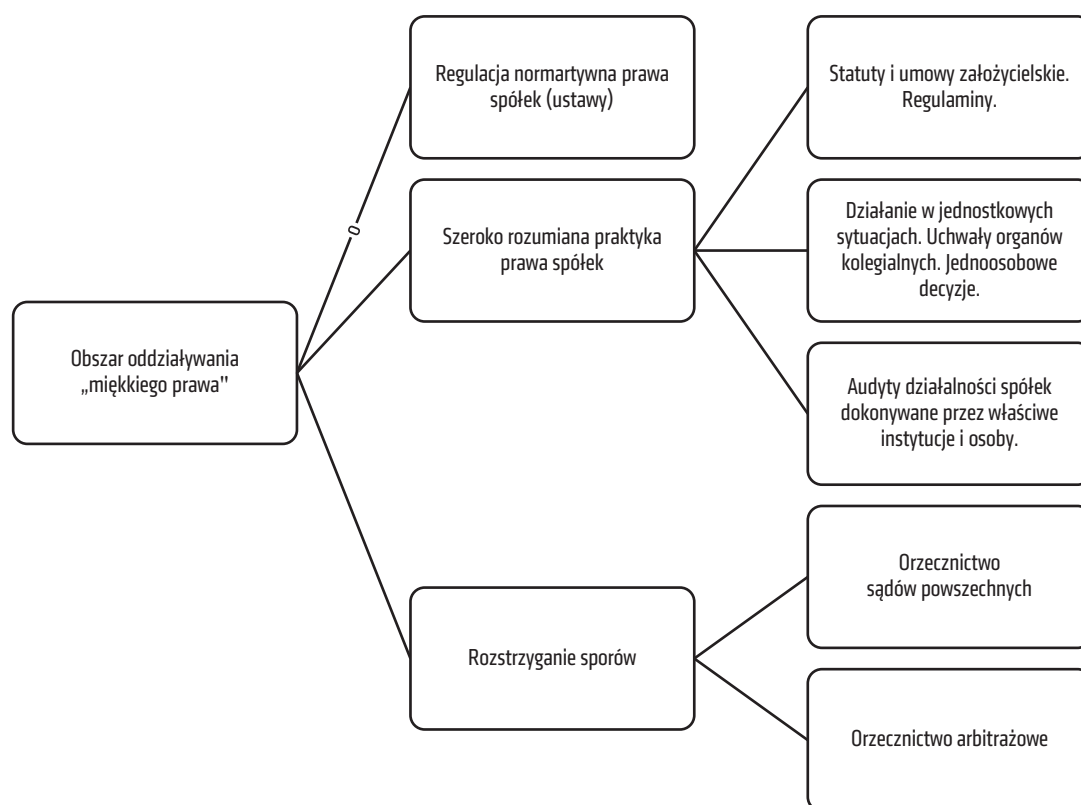 Regulacja normartywna prawa
spółek (ustawy)
Statuty i umowy założycielskie.
Regulaminy.
0
Szeroko rozumiana praktyka
prawa spółek
Działanie w jednostkowych
sytuacjach. Uchwały organów
kolegialnych. Jednoosobowe
decyzje.
Obszar oddziaływania
„miękkiego prawa"
Audyty działalności spółek
dokonywane przez właściwe
instytucje i osoby.
Rozstrzyganie sporów
Orzecznictwo
sądów powszechnych
Orzecznictwo arbitrażowe